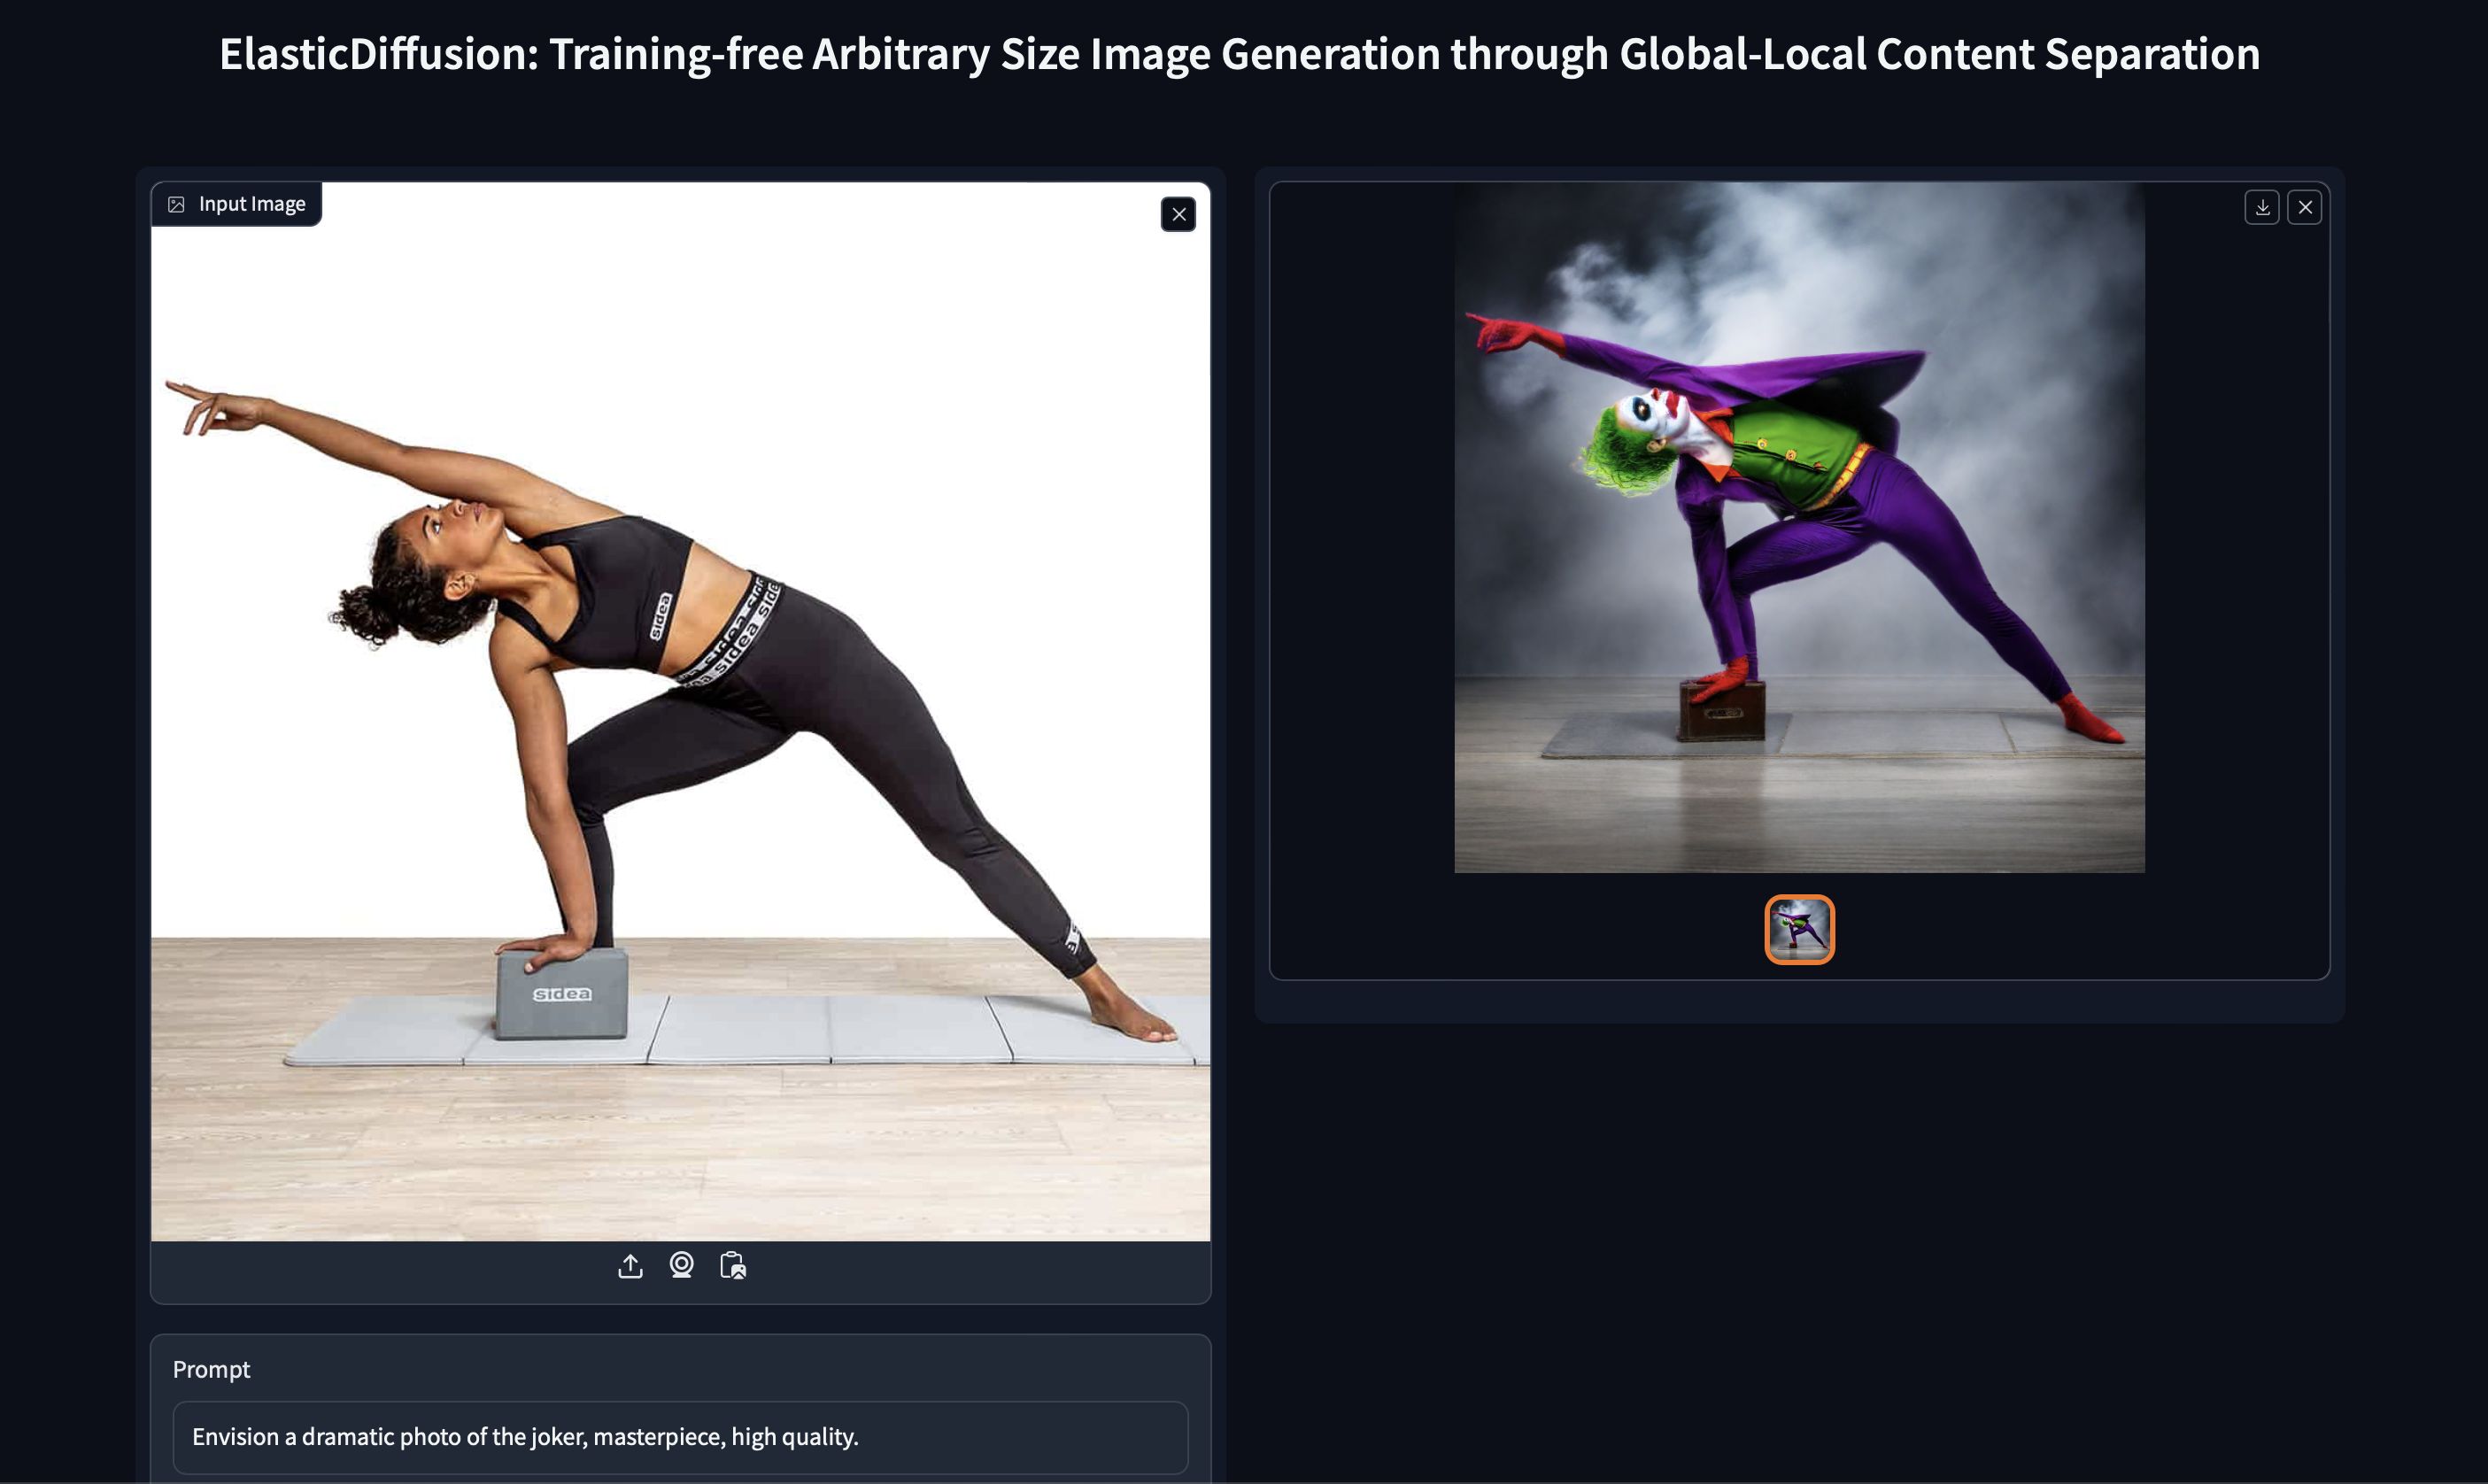 ElasticDiffusion: Training-free Arbitrary Size Image Generation through Global-Local Content Separation
Input Image
sidea
sidea side
sidea
Prompt
Envision a dramatic photo of the joker, masterpiece, high quality.